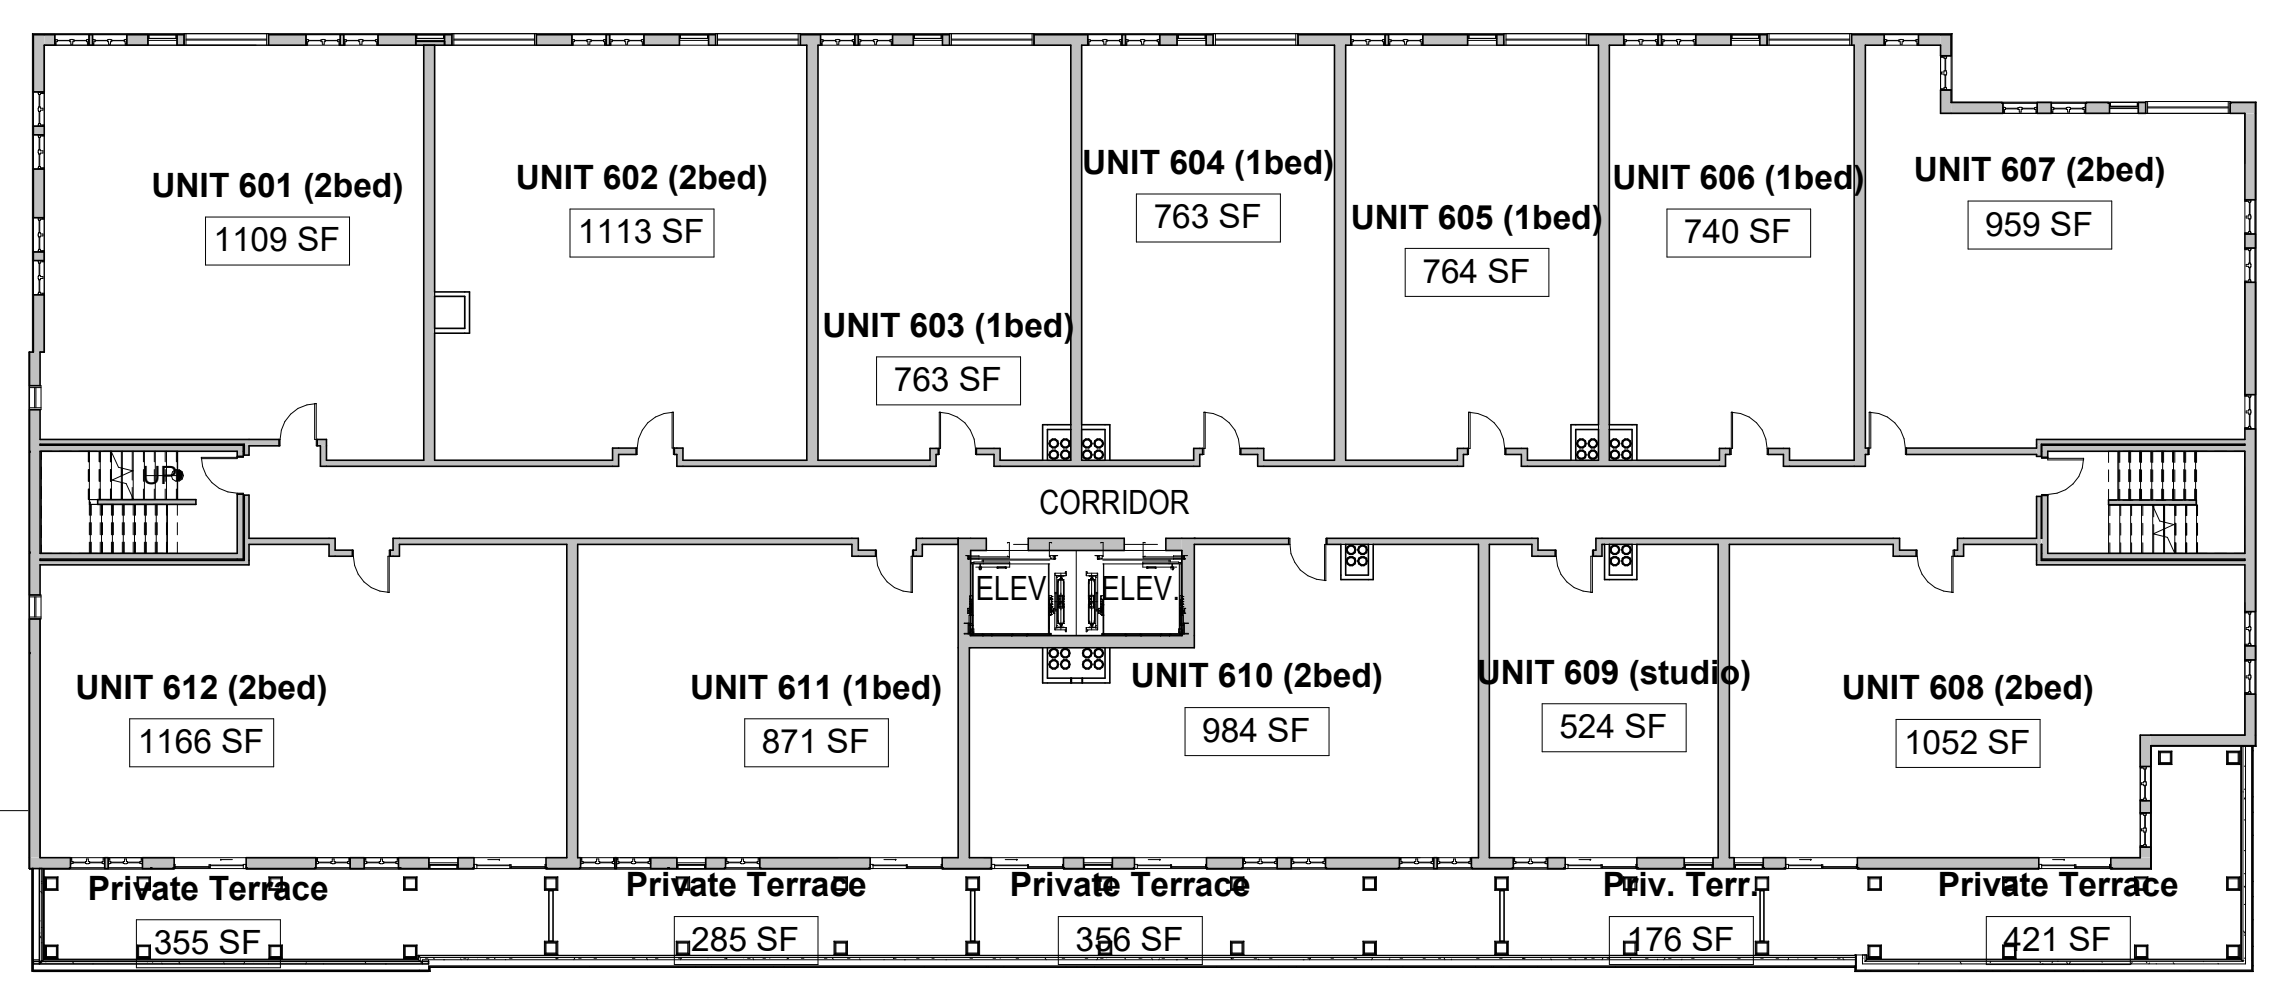 UNIT 601 (2bed)
1109 SF
UNIT 602 (2bed)
1113 SF
UNIT 603 (1bed)
763 SF
UNIT 604 (1bed)
763 SF
UNIT 605 (1bed)
764 SF
UNIT 606 (1bed)
740 SF
UNIT 607 (2bed)
959 SF
UP
CORRIDOR
ELEV.
ELEV.
UNIT 612 (2bed)
1166 SF
UNIT 611 (1bed)
871 SF
UNIT 610 (2bed)
984 SF
UNIT 609 (studio)
524 SF
UNIT 608 (2bed)
1052 SF
Private Terrace
355 SF
Private Terrace
285 SF
Private Terrace
356 SF
Priv. Terr.
176 SF
Private Terrace
421 SF